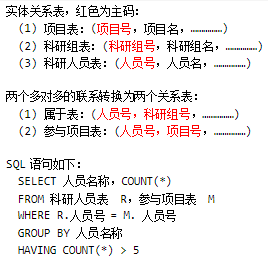 实体关系表，红色为主码：
（1）项目表：（项目号，项目名，……………）
（2）科研组表：（科研组号，科研组名，……………）
（3）科研人员表：（人员号，人员名，……………）
两个多对多的联系转换为两个关系表：
（1）属于表：（人员号，科研组号，……………）
（2）参与项目表：（人员号，项目号，……………）
SQL 语句如下：
SELECT 人员名称，COUNT(*)
FROM 科研人员表 R，参与项目表 M
WHERE R.人员号 = M. 人员号
GROUP BY 人员名称
HAVING COUNT(*) > 5